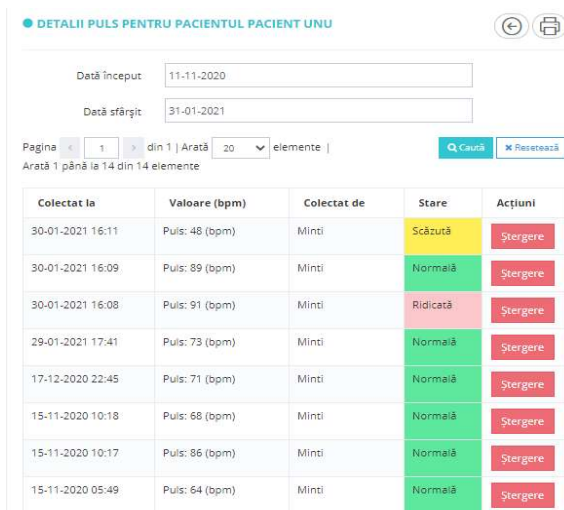 DETALII PULS PENTRU PACIENTUL PACIENT UNU
Dată început 11-11-2020
Dată sfârșit 31-01-2021
Pagina < 1 > din 1 | Arată 20 elemente | Caută × Resetează
Arată 1 până la 14 din 14 elemente
Colectat la Valoare (bpm) Colectat de Stare Acțiuni
30-01-2021 16:11 Puls: 48 (bpm) Minti Scăzută Ștergere
30-01-2021 16:09 Puls: 89 (bpm) Minti Normală Ștergere
30-01-2021 16:08 Puls: 91 (bpm) Minti Ridicată Ștergere
29-01-2021 17:41 Puls: 73 (bpm) Minti Normală Ștergere
17-12-2020 22:45 Puls: 71 (bpm) Minti Normală Ștergere
15-11-2020 10:18 Puls: 68 (bpm) Minti Normală Ștergere
15-11-2020 10:17 Puls: 86 (bpm) Minti Normală Ștergere
15-11-2020 05:49 Puls: 64 (bpm) Minti Normală Ștergere